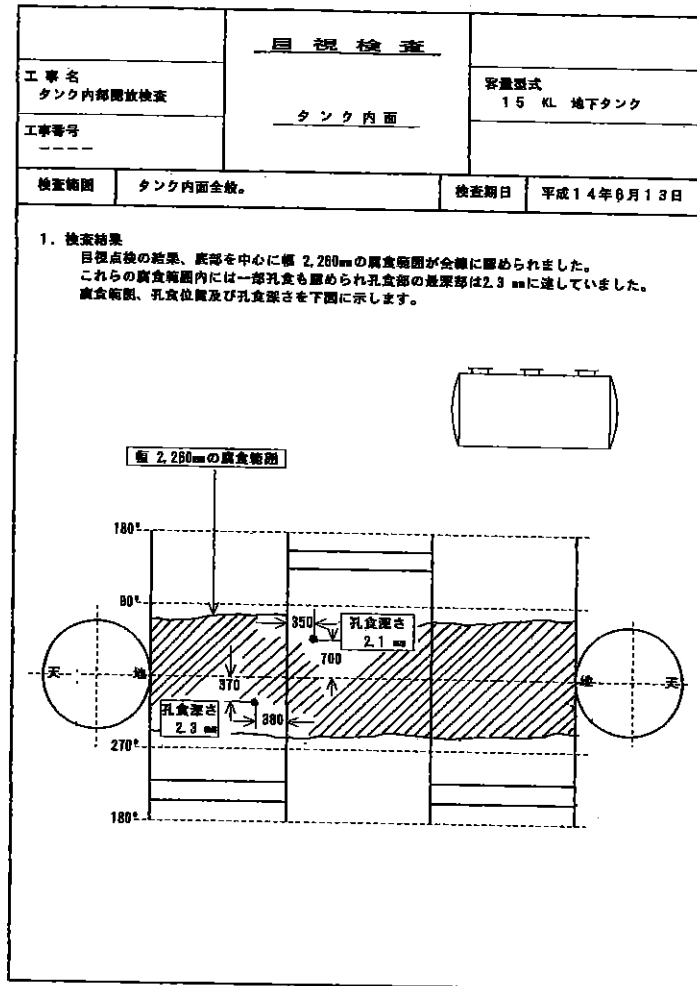 目視検査
工事名
タンク内部開放検査
タンク内面
容量型式
15 KL 地下タンク
工事番号
----
検査範囲
タンク内面全般。
検査期日
平成14年6月13日
1. 検査結果
目視点検の結果、底部を中心に幅 2,260mmの腐食範囲が全線に認められました。
これらの腐食範囲内には一部孔食も認められ孔食部の最深部は2.3 mmに達していました。
腐食範囲、孔食位置及び孔食深さを下図に示します。
幅 2,260mmの腐食範囲
180°
90°
350
孔食深さ
2.1 mm
700
天
地
地
天
370
孔食深さ
2.3 mm
380
270°
180°